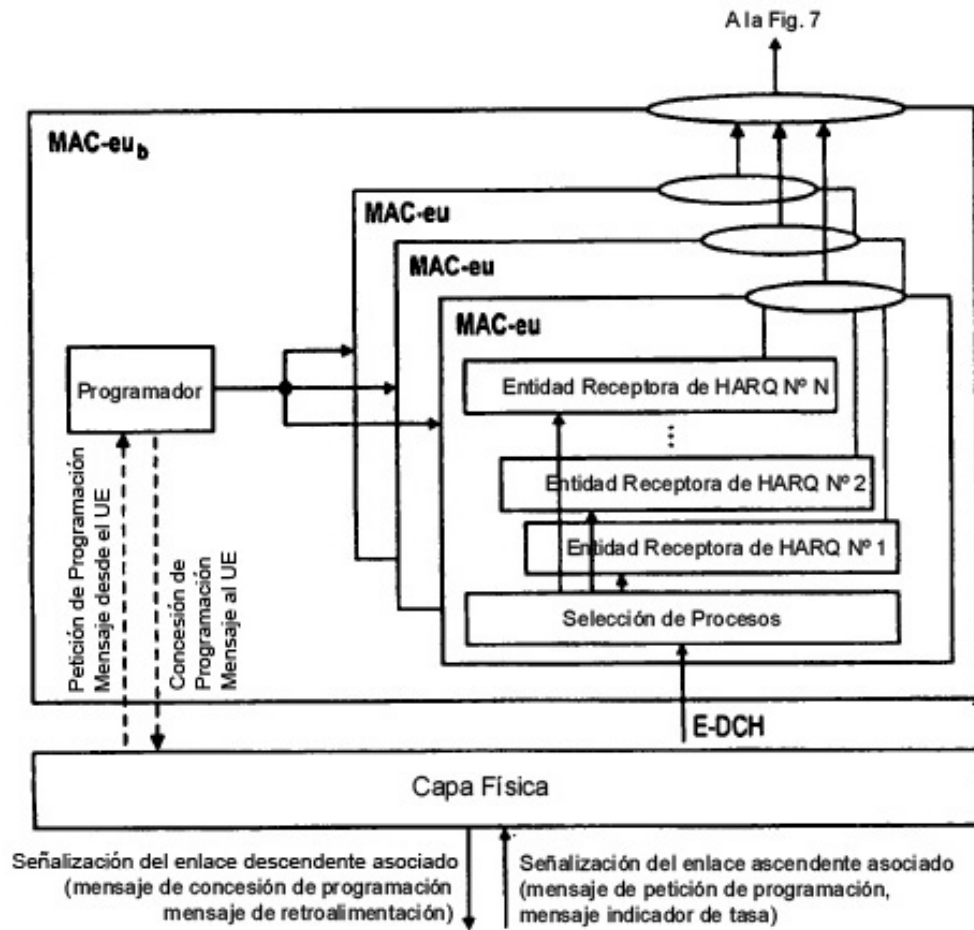 A la Fig. 7
MAC-eu_b
MAC-eu
MAC-eu
MAC-eu
Programador
Entidad Receptora de HARQ Nº N
Entidad Receptora de HARQ Nº 2
Entidad Receptora de HARQ Nº 1
Selección de Procesos
Petición de Programación
Mensaje desde el UE
Concesión de
Programación
Mensaje al UE
E-DCH
Capa Física
Señalización del enlace descendente asociado
(mensaje de concesión de programación
mensaje de retroalimentación)
Señalización del enlace ascendente asociado
(mensaje de petición de programación,
mensaje indicador de tasa)